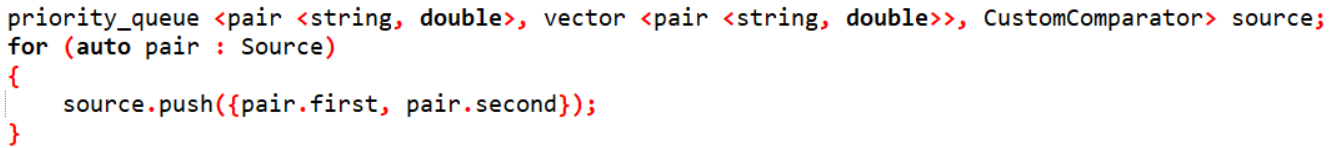 priority_queue <pair <string, double>, vector <pair <string, double>>, CustomComparator> source;
for (auto pair : Source)
{
    source.push({pair.first, pair.second});
}